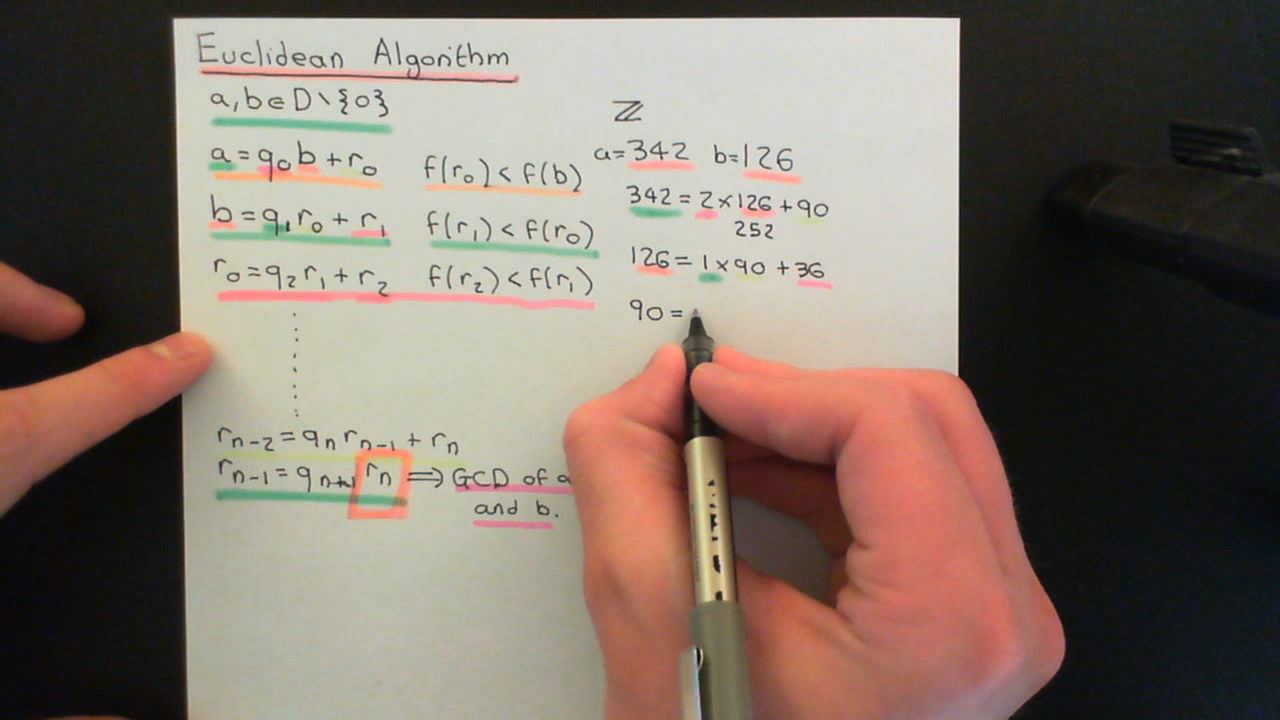 Euclidean Algorithm
a, b ∈ D \ {0}
a = q₀b + r₀ f(r₀) < f(b)
b = q₁r₀ + r₁ f(r₁) < f(r₀)
r₀ = q₂r₁ + r₂ f(r₂) < f(r₁)
rₙ₋₂ = qₙrₙ₋₁ + rₙ
rₙ₋₁ = qₙ₊₁ rₙ ⟹ GCD of a
and b.
ℤ
a = 342 b = 126
342 = 2 × 126 + 90
252
126 = 1 × 90 + 36
90 =